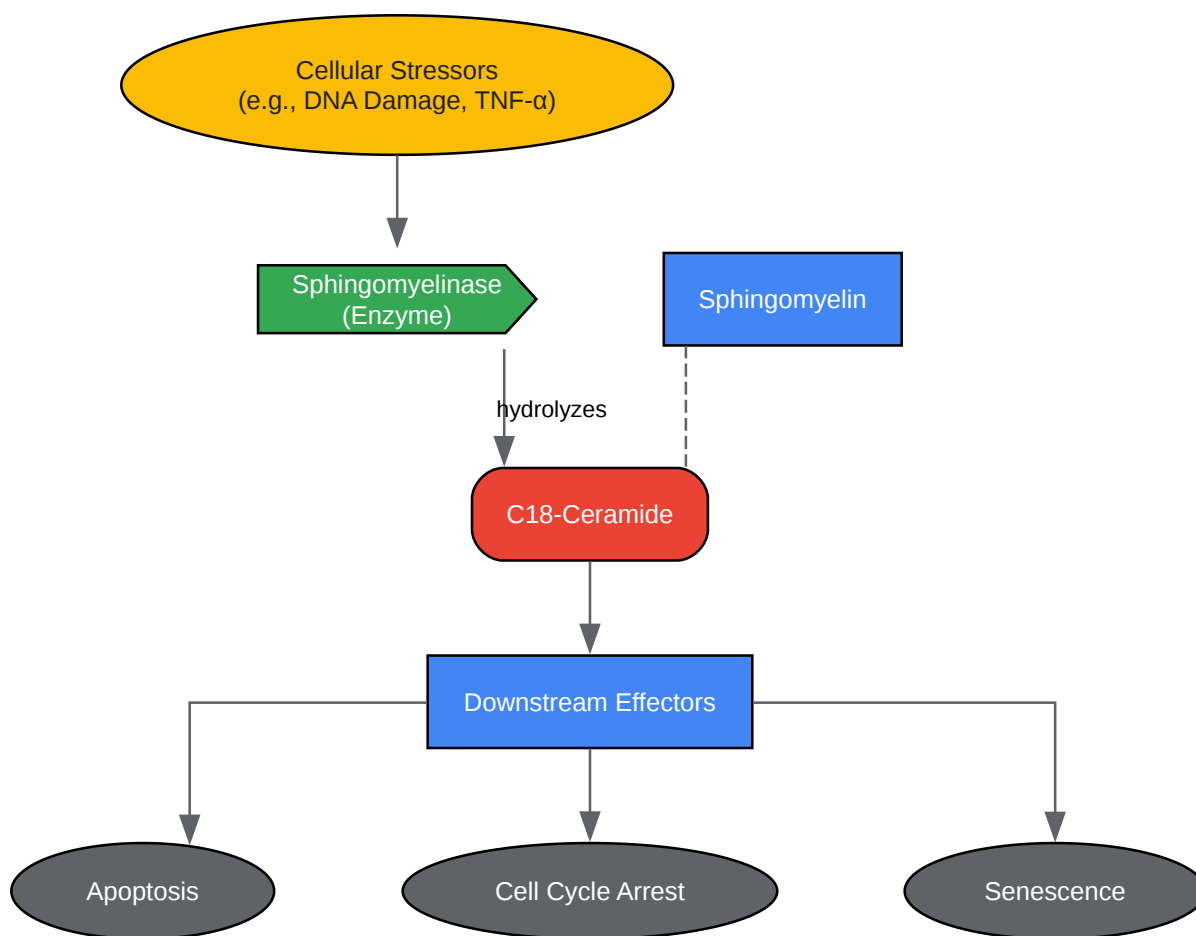 Cellular Stressors
(e.g., DNA Damage, TNF-α)
Sphingomyelinase
(Enzyme)
Sphingomyelin
hydrolyzes
C18-Ceramide
Downstream Effectors
Apoptosis
Cell Cycle Arrest
Senescence